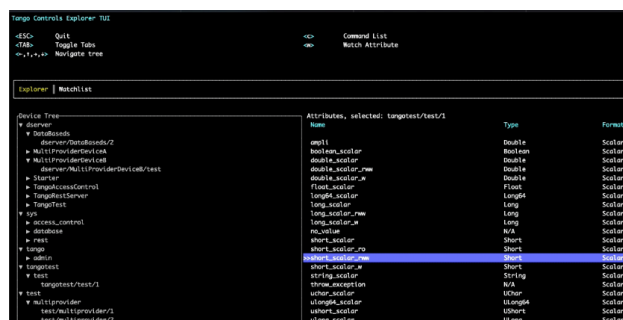 Tango Controls Explorer TUI
<ESC> Quit <c> Command List
<TAB> Toggle Tabs <w> Watch Attribute
<←,↑,→,↓> Navigate tree
Explorer | Watchlist
Device Tree
▼ dserver
▼ DataBaseds
dserver/DataBaseds/2
▶ MultiProviderDeviceA
▼ MultiProviderDeviceB
dserver/MultiProviderDeviceB/test
▶ Starter
▶ TangoAccessControl
▶ TangoRestServer
▶ TangoTest
▼ sys
▶ access_control
▶ database
▶ rest
▼ tango
▶ admin
▼ tangotest
▼ test
tangotest/test/1
▼ test
▼ multiprovider
test/multiprovider/1
test/multiprovider/2
Attributes, selected: tangotest/test/1
Name Type Format
ampli Double Scalar
boolean_scalar Boolean Scalar
double_scalar Double Scalar
double_scalar_rww Double Scalar
double_scalar_w Double Scalar
float_scalar Float Scalar
long64_scalar Long64 Scalar
long_scalar Long Scalar
long_scalar_rww Long Scalar
long_scalar_w Long Scalar
no_value N/A Scalar
short_scalar Short Scalar
short_scalar_ro Short Scalar
>>short_scalar_rww Short Scalar
short_scalar_w Short Scalar
string_scalar String Scalar
throw_exception N/A Scalar
uchar_scalar UChar Scalar
ulong64_scalar ULong64 Scalar
ushort_scalar UShort Scalar
ulong_scalar ULong Scalar